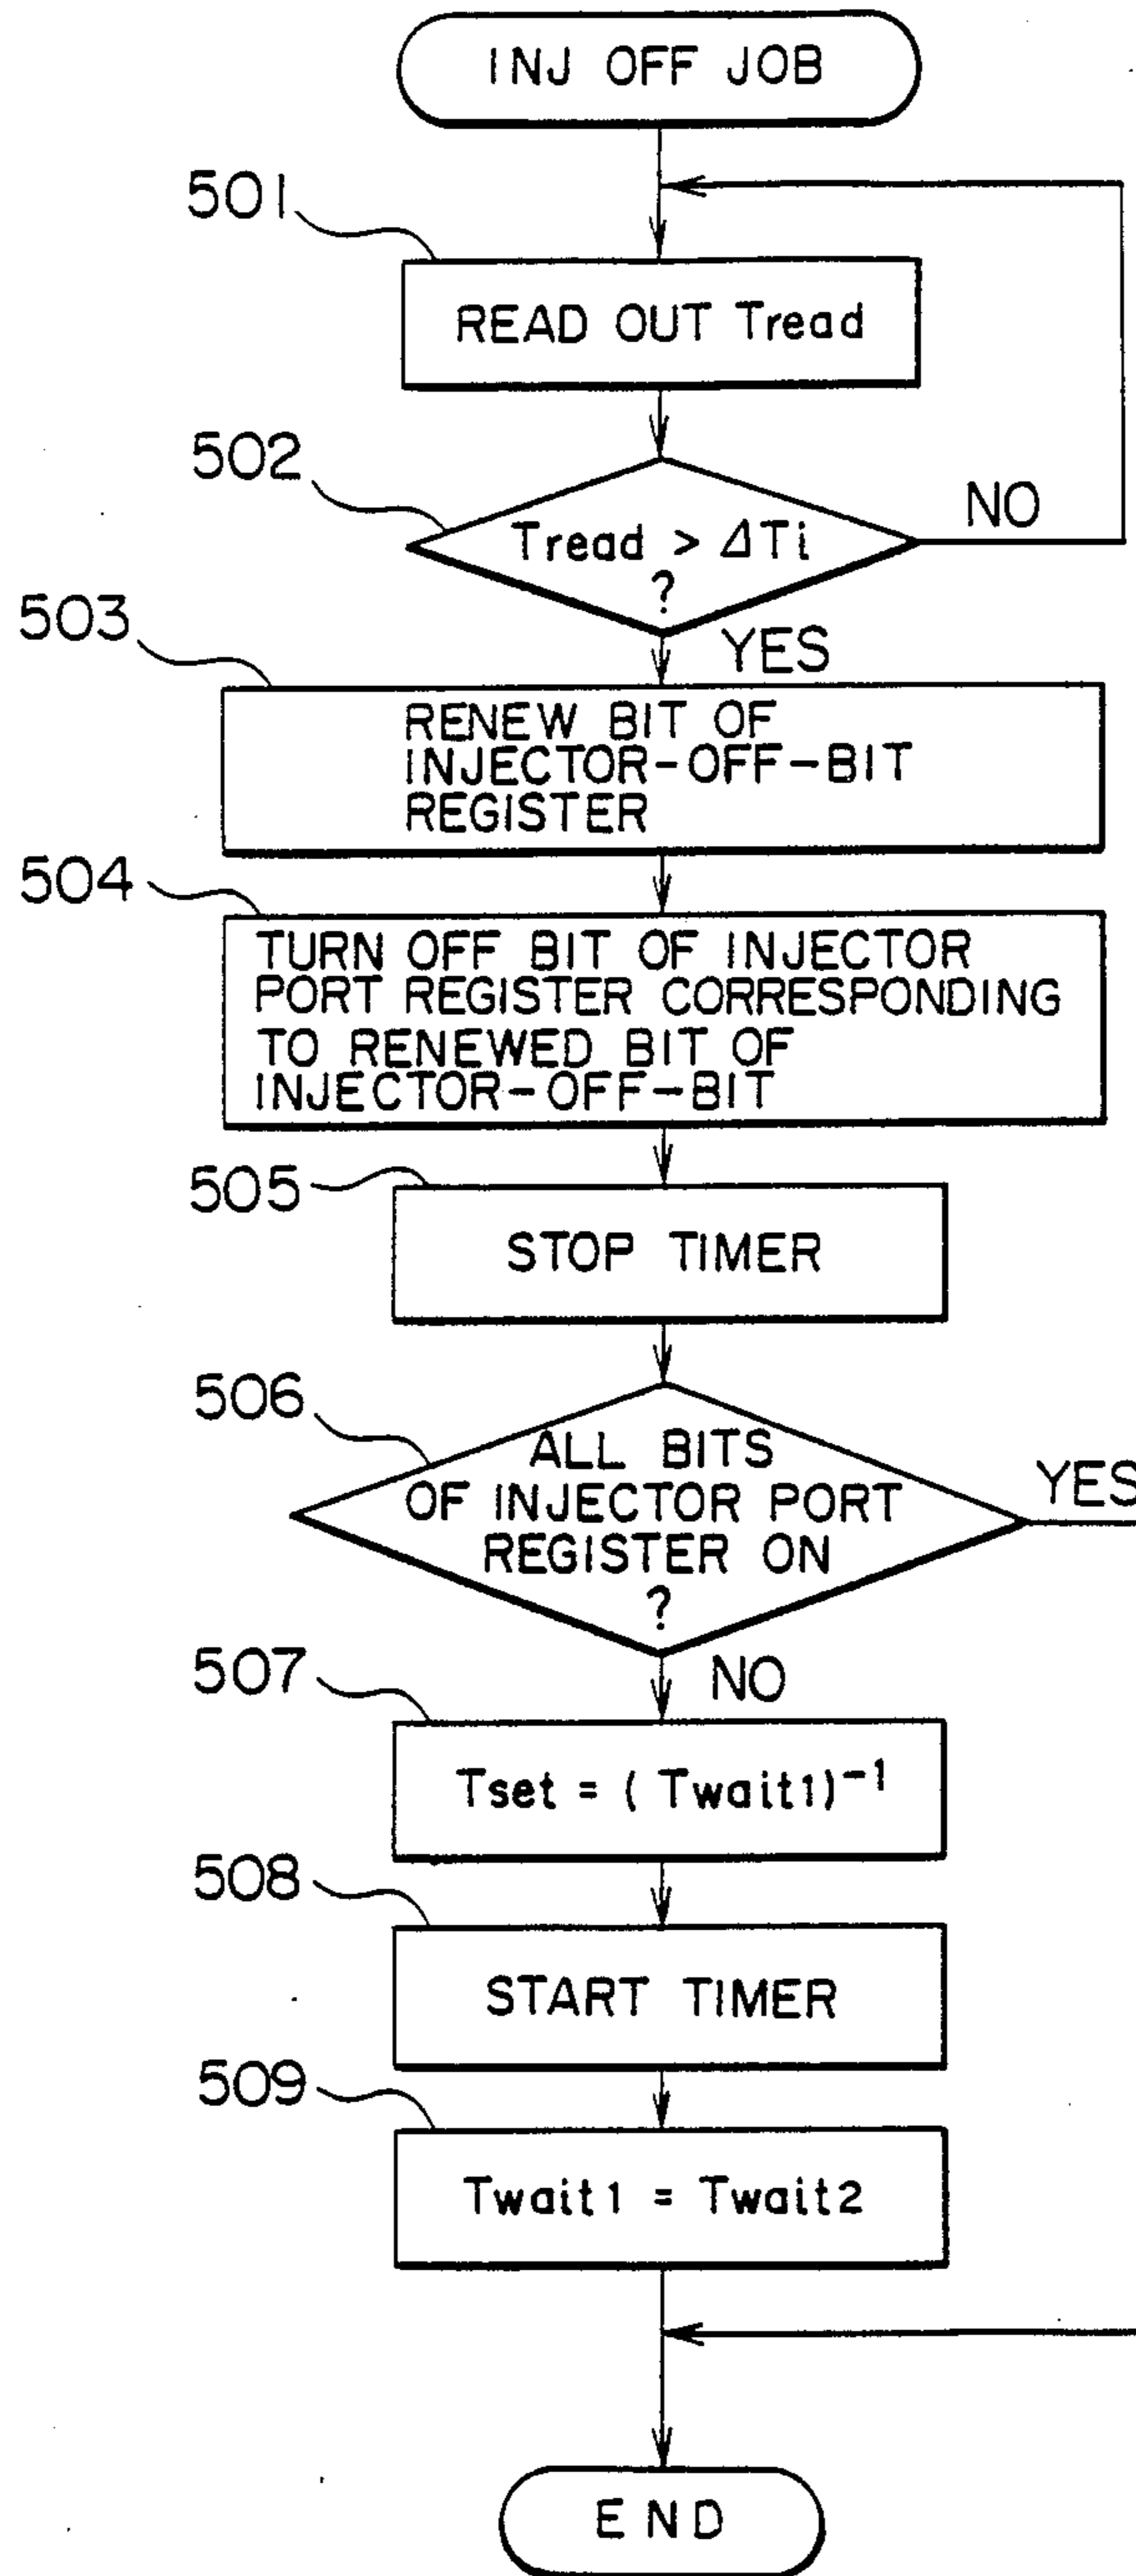 INJ OFF JOB
501
READ OUT Tread
502
Tread > ΔTi
?
NO
YES
503
RENEW BIT OF
INJECTOR-OFF-BIT
REGISTER
504
TURN OFF BIT OF INJECTOR
PORT REGISTER CORRESPONDING
TO RENEWED BIT OF
INJECTOR-OFF-BIT
505
STOP TIMER
506
ALL BITS
OF INJECTOR PORT
REGISTER ON
?
YES
NO
507
Tset = ( Twait1)⁻¹
508
START TIMER
509
Twait1 = Twait2
END